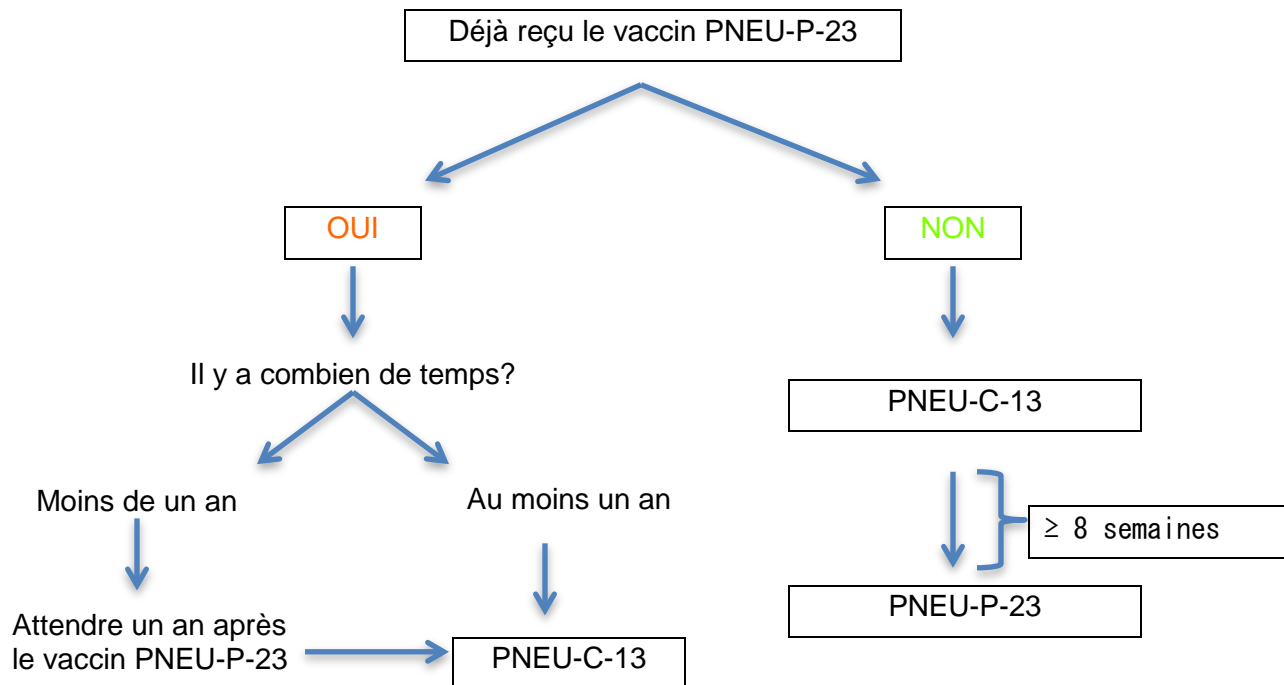 Déjà reçu le vaccin PNEU-P-23
OUI
NON
Il y a combien de temps?
PNEU-C-13
Moins de un an
Au moins un an
≥ 8 semaines
PNEU-P-23
Attendre un an après
le vaccin PNEU-P-23
PNEU-C-13